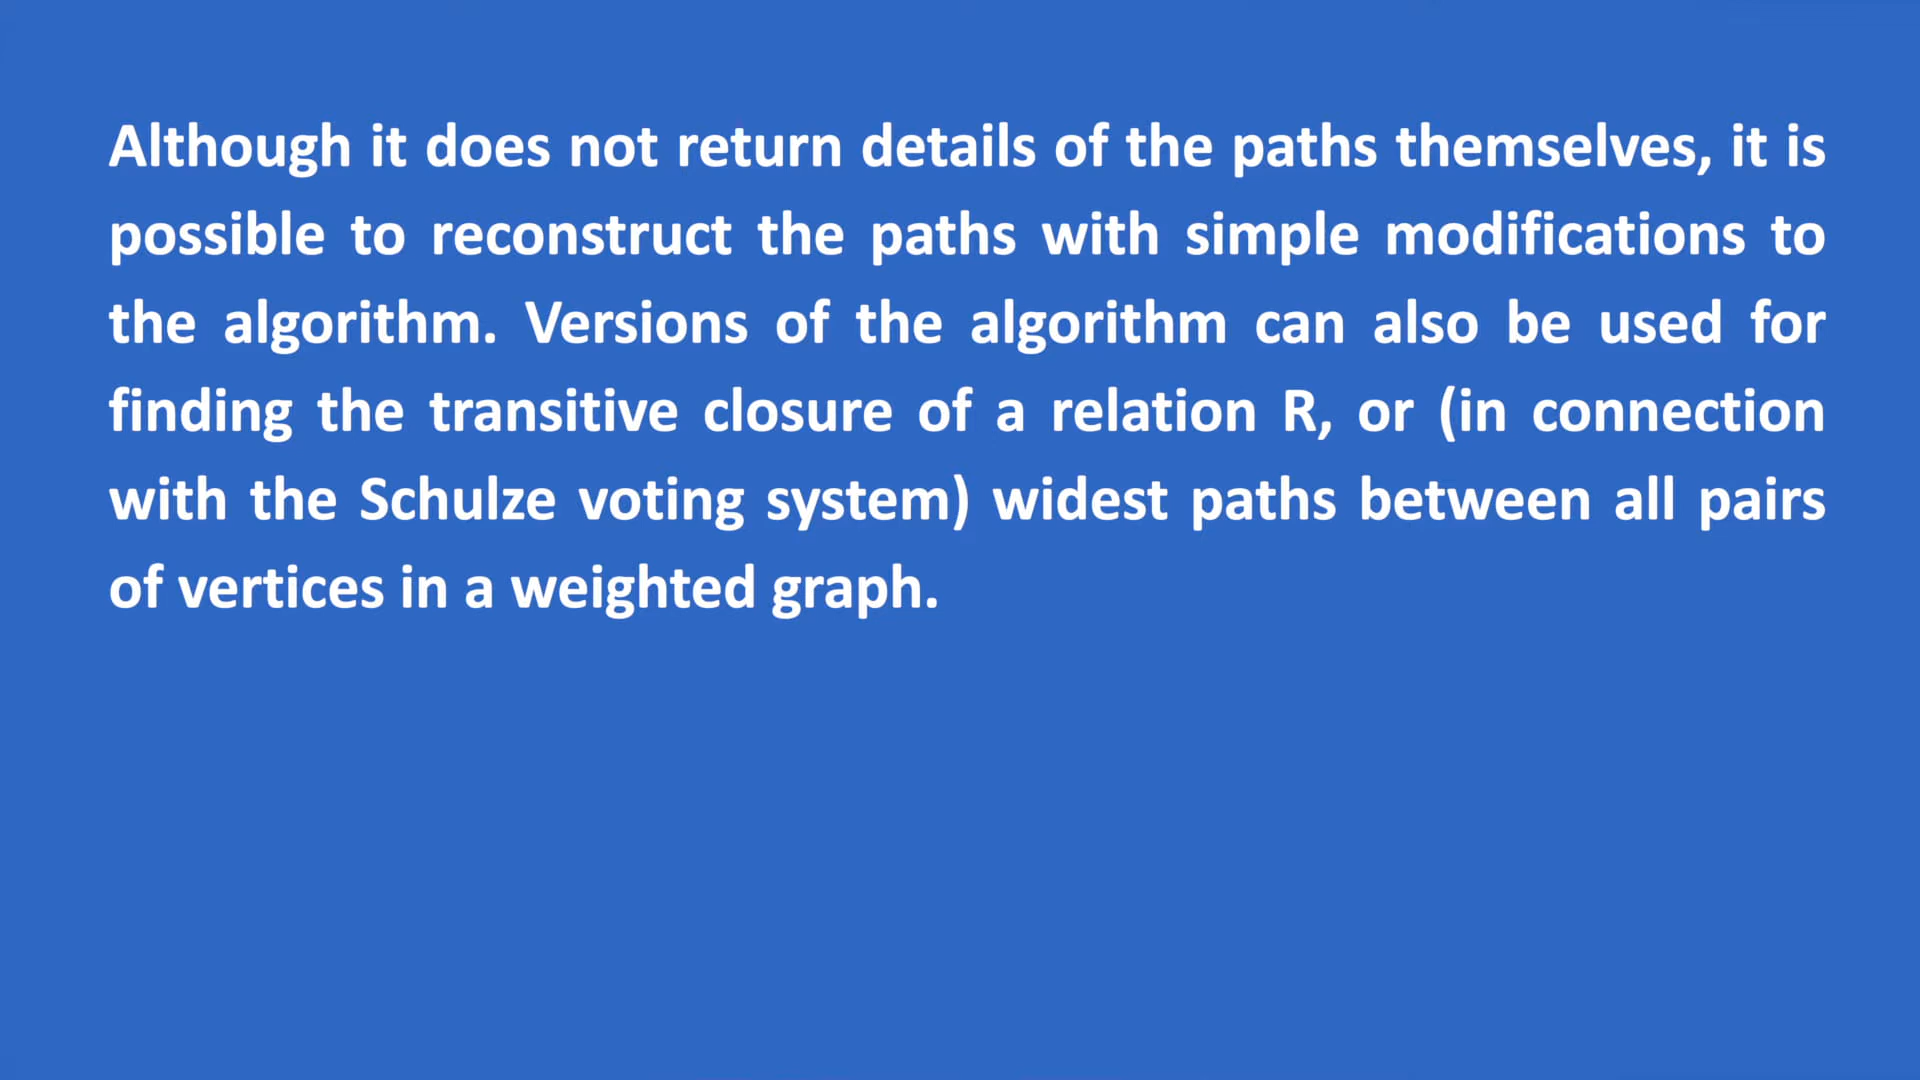 Although it does not return details of the paths themselves, it is
possible to reconstruct the paths with simple modifications to
the algorithm. Versions of the algorithm can also be used for
finding the transitive closure of a relation R, or (in connection
with the Schulze voting system) widest paths between all pairs
of vertices in a weighted graph.